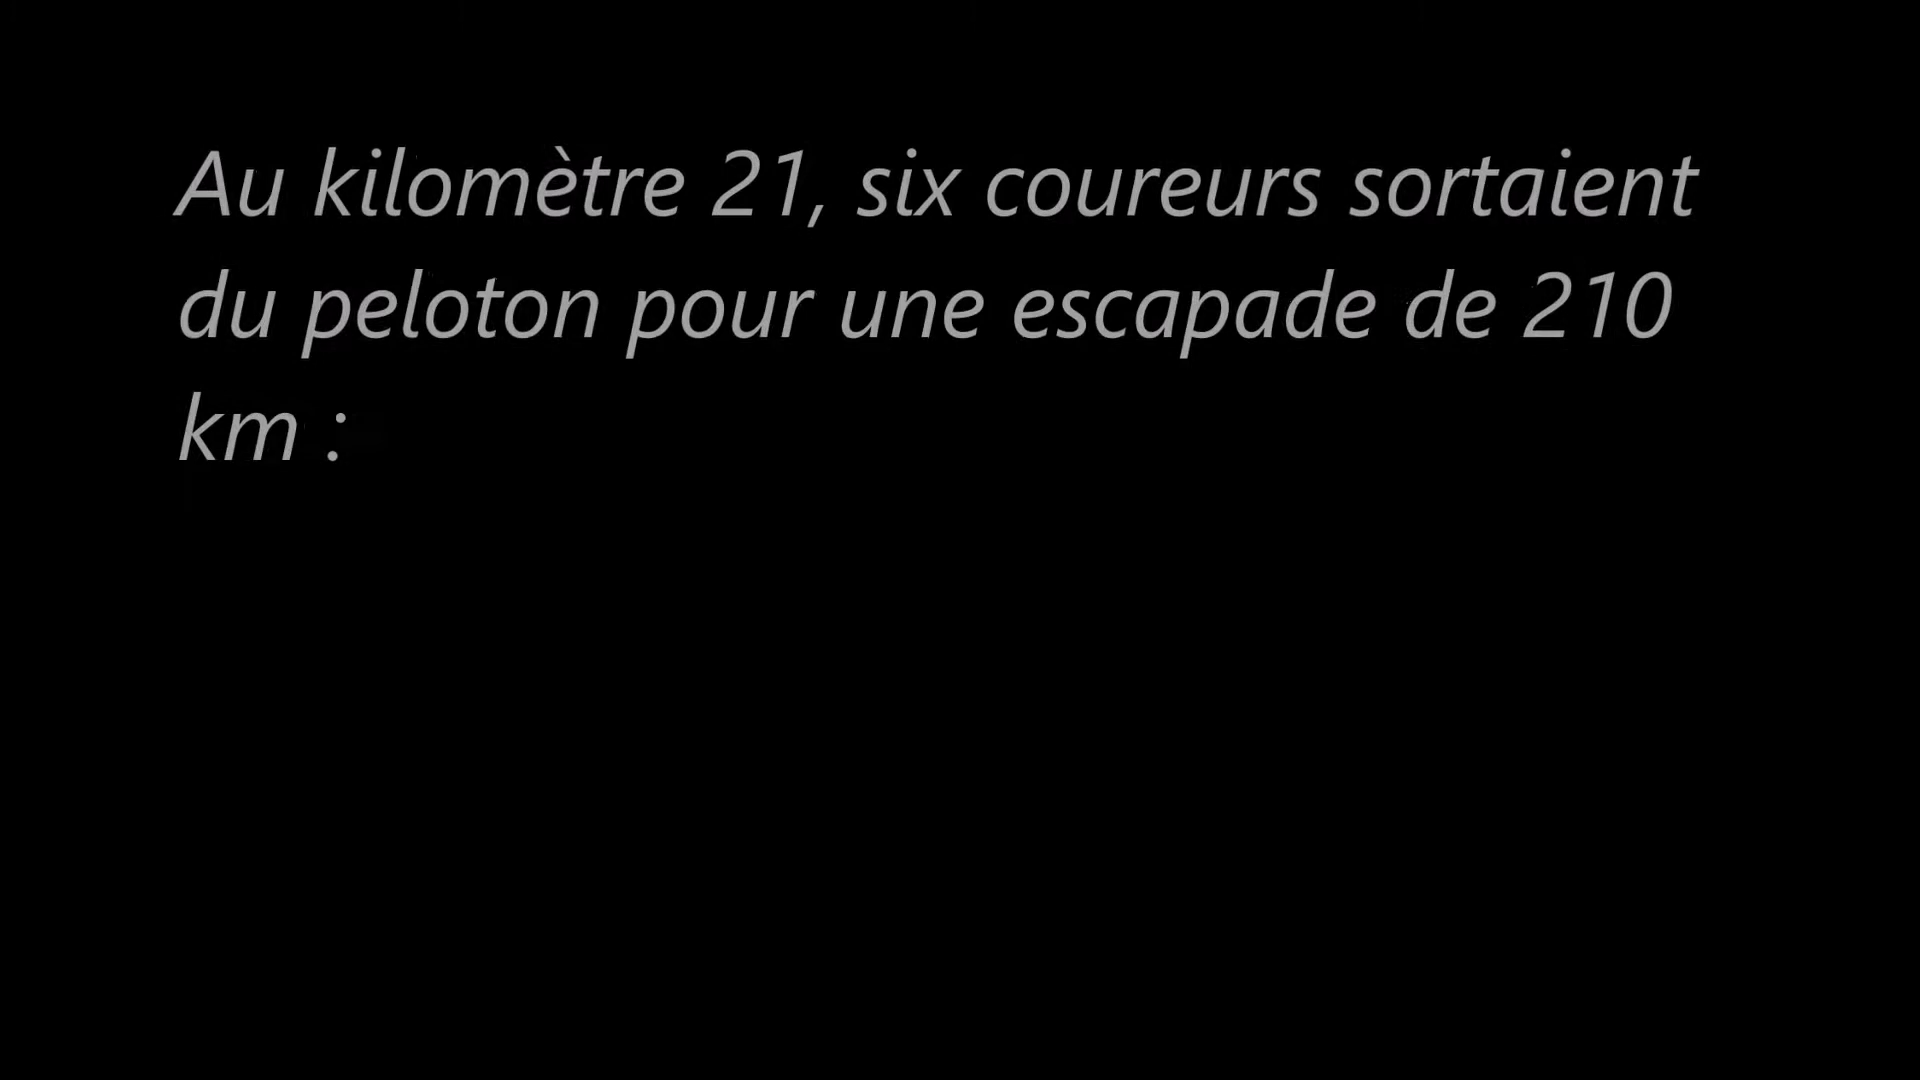 Au kilomètre 21, six coureurs sortaient
du peloton pour une escapade de 210
km :